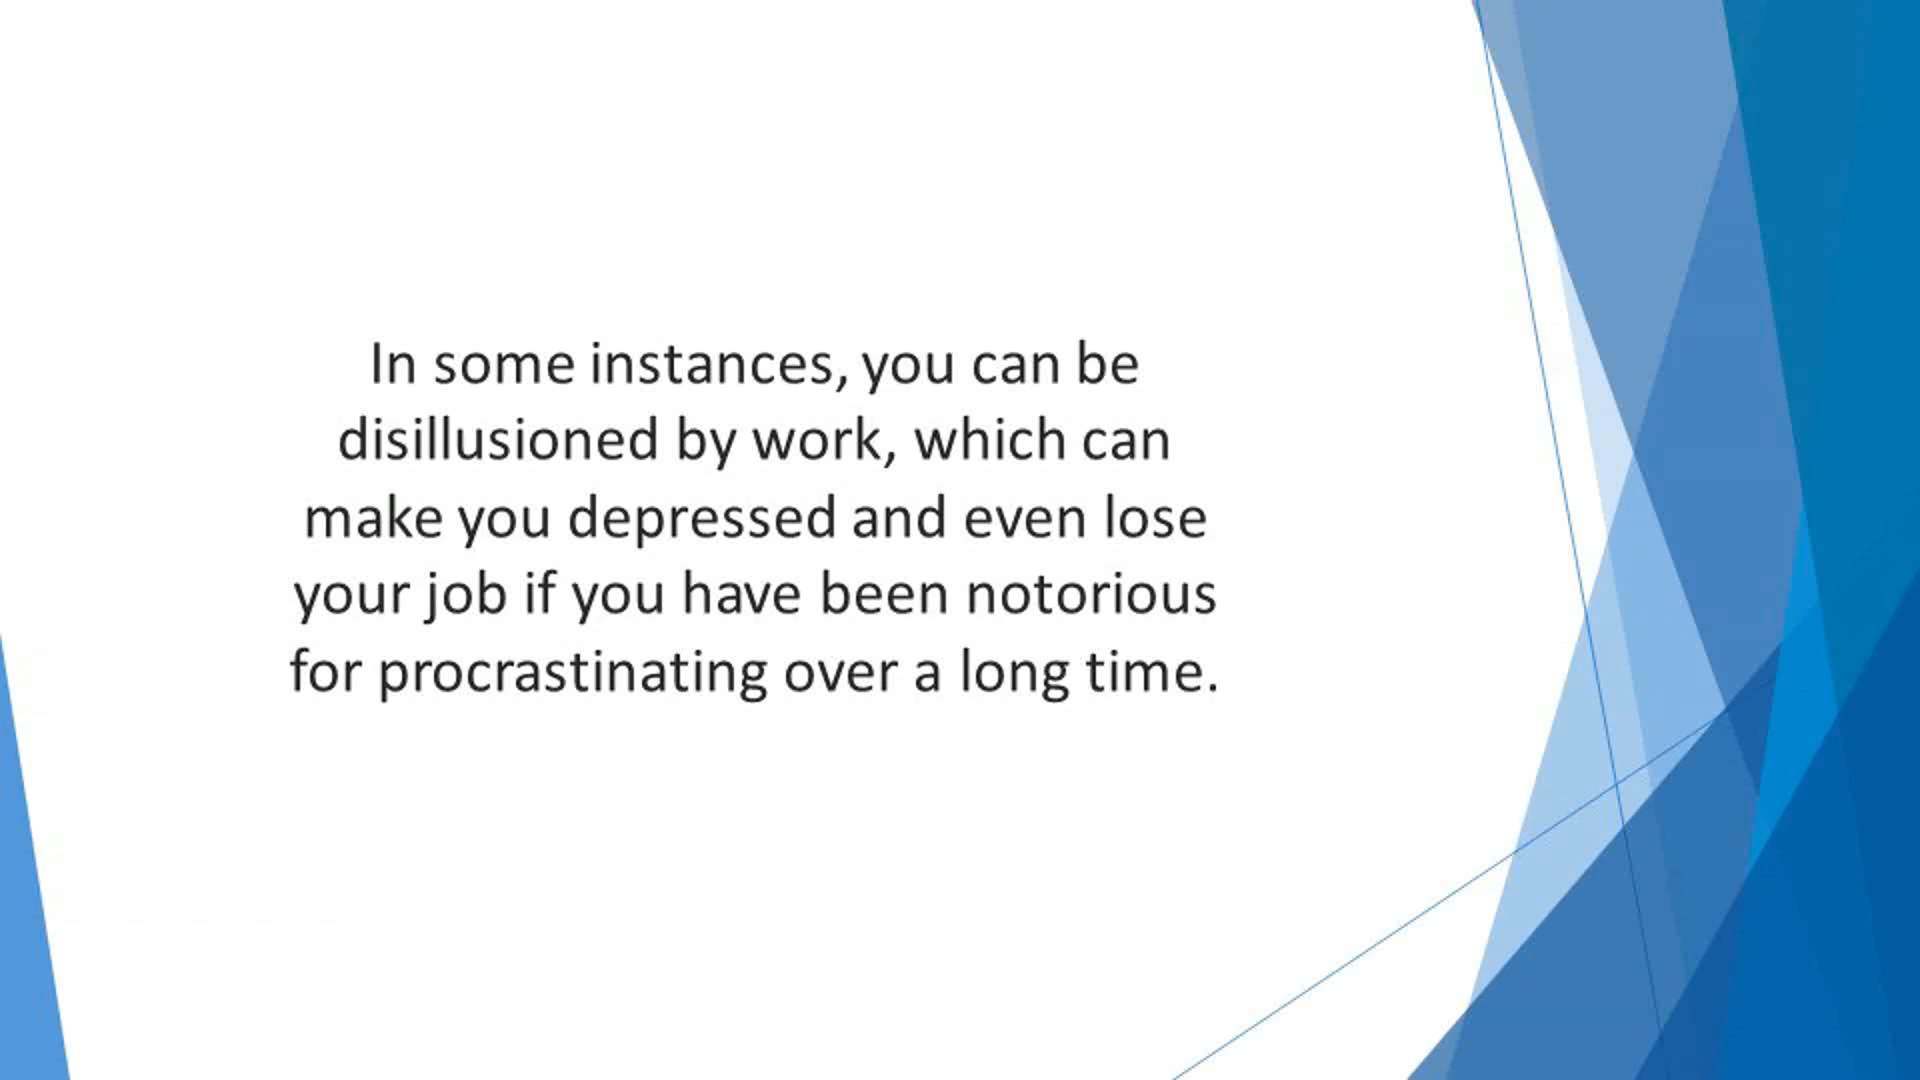 In some instances, you can be
disillusioned by work, which can
make you depressed and even lose
your job if you have been notorious
for procrastinating over a long time.